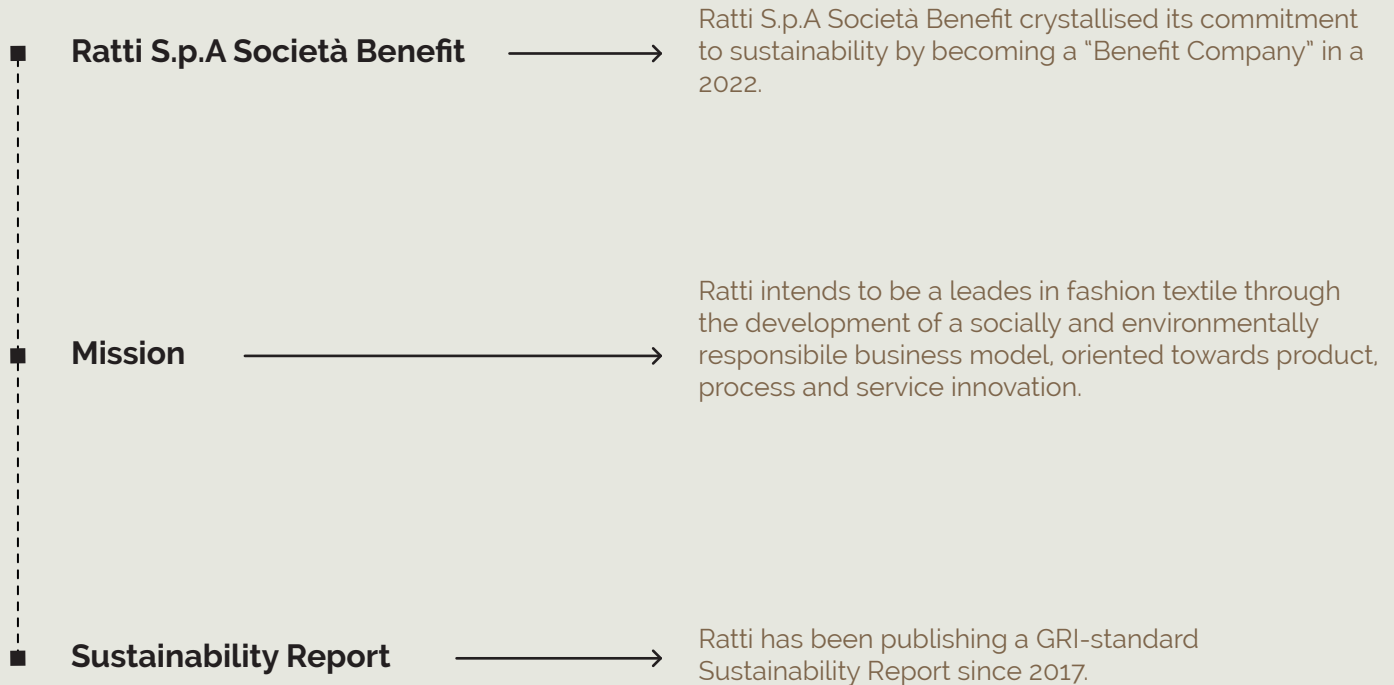 Ratti S.p.A Società Benefit
Ratti S.p.A Società Benefit crystallised its commitment
to sustainability by becoming a “Benefit Company” in a
2022.
Mission
Ratti intends to be a leades in fashion textile through
the development of a socially and environmentally
responsibile business model, oriented towards product,
process and service innovation.
Sustainability Report
Ratti has been publishing a GRI-standard
Sustainability Report since 2017.